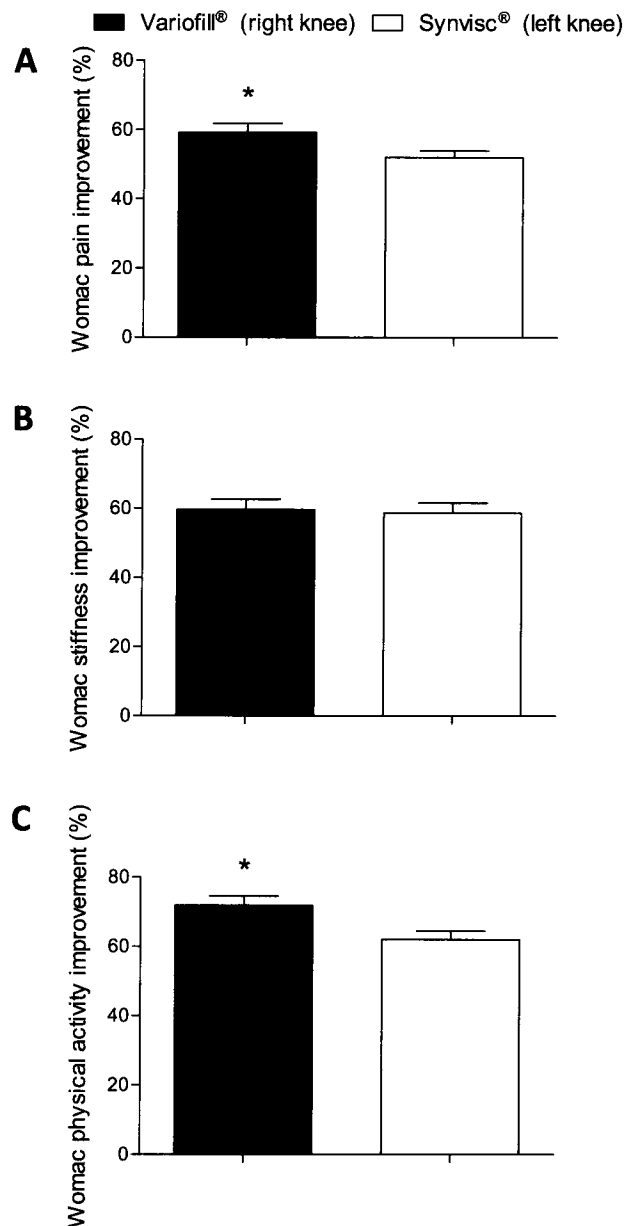 Variofill® (right knee) Synvisc® (left knee)
A
Womac pain improvement (%)
80
60
40
20
0
*
B
Womac stiffness improvement (%)
80
60
40
20
0
C
Womac physical activity improvement (%)
80
60
40
20
0
*